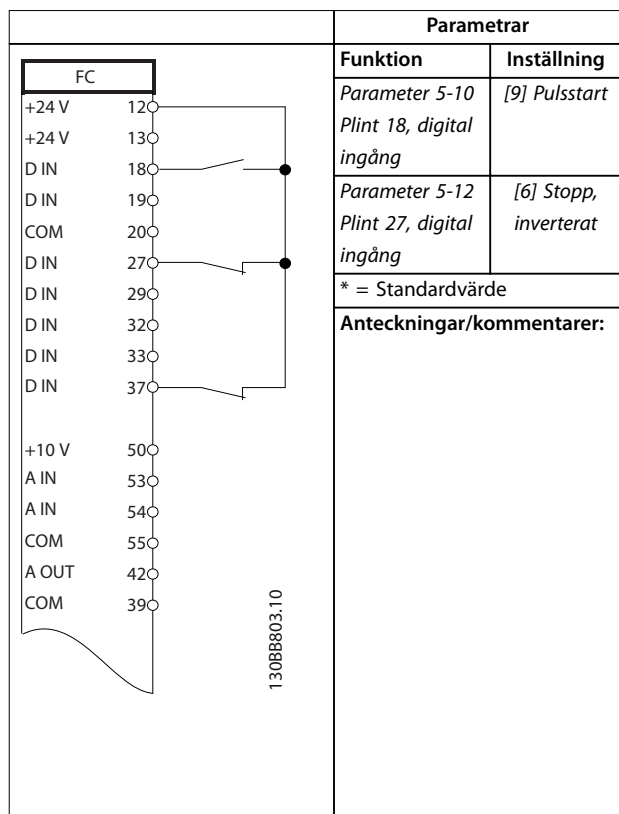 FC
+24 V 12
+24 V 13
D IN 18
D IN 19
COM 20
D IN 27
D IN 29
D IN 32
D IN 33
D IN 37
+10 V 50
A IN 53
A IN 54
COM 55
A OUT 42
COM 39
130BB803.10
Parametrar
Funktion Inställning
Parameter 5-10 [9] Pulsstart
Plint 18, digital
ingång
Parameter 5-12 [6] Stopp,
Plint 27, digital inverterat
ingång
* = Standardvärde
Anteckningar/kommentarer: